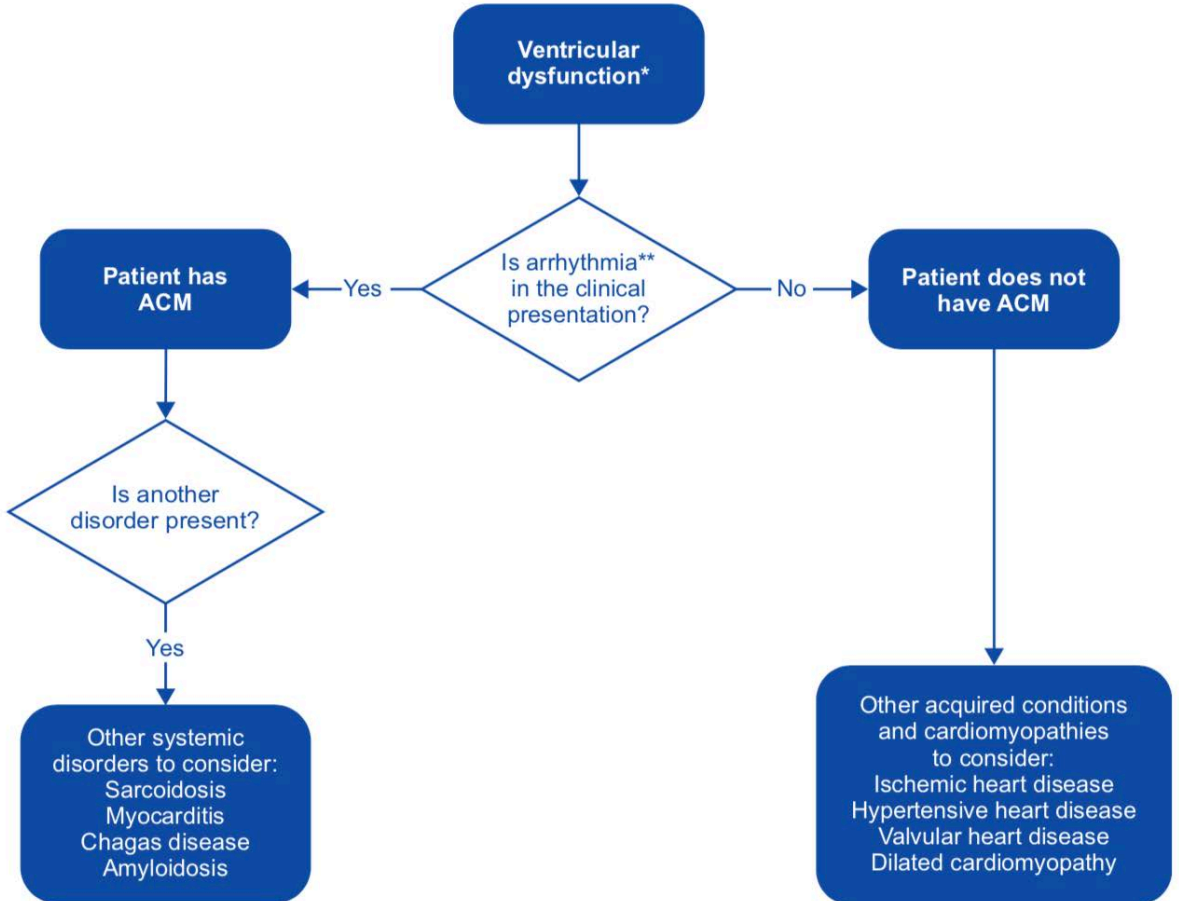 Ventricular
dysfunction*
Is arrhythmia**
in the clinical
presentation?
Yes
No
Patient has
ACM
Patient does not
have ACM
Is another
disorder present?
Yes
Other systemic
disorders to consider:
Sarcoidosis
Myocarditis
Chagas disease
Amyloidosis
Other acquired conditions
and cardiomyopathies
to consider:
Ischemic heart disease
Hypertensive heart disease
Valvular heart disease
Dilated cardiomyopathy